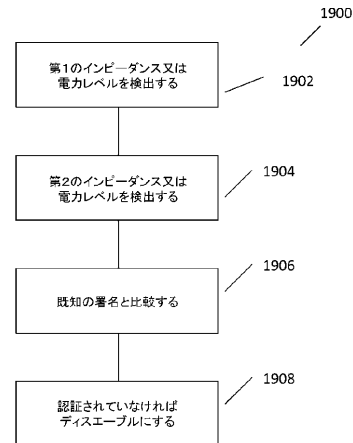 1900
第1のインピーダンス又は
電力レベルを検出する
1902
第2のインピーダンス又は
電力レベルを検出する
1904
既知の署名と比較する
1906
認証されていなければ
ディスエーブルにする
1908